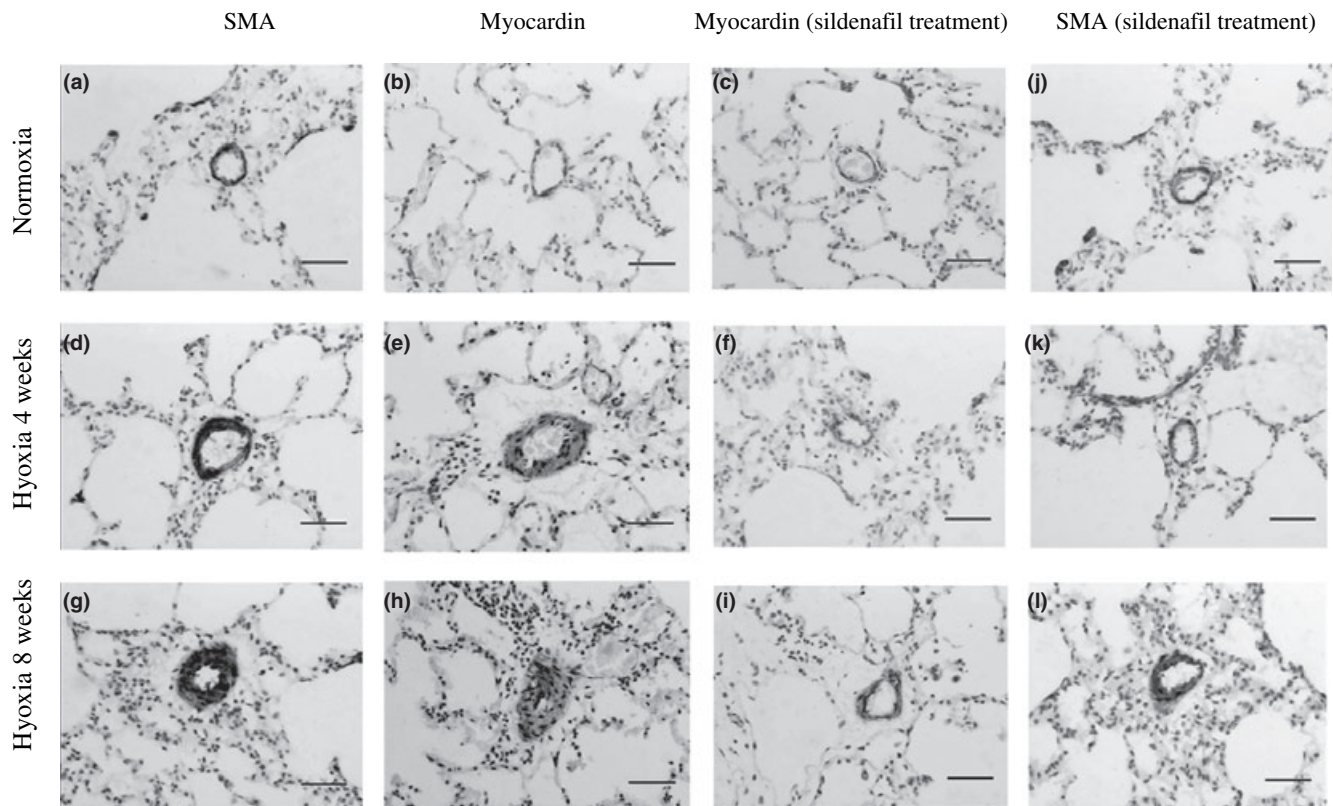 SMA Myocardin Myocardin (sildenafil treatment) SMA (sildenafil treatment)
Normoxia
(a) (b) (c) (j)
Hyoxia 4 weeks
(d) (e) (f) (k)
Hyoxia 8 weeks
(g) (h) (i) (l)